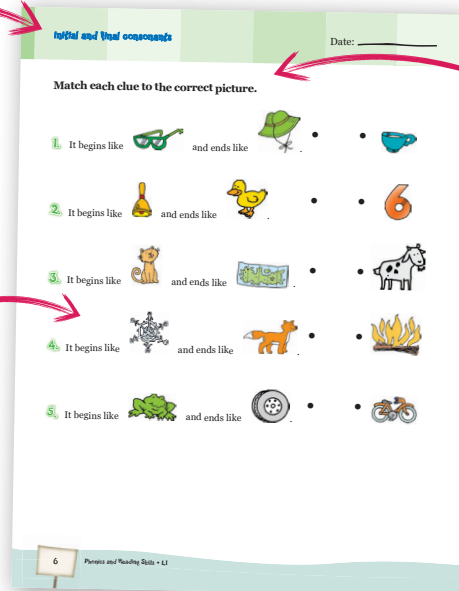 Initial and final consonants
Date:
Match each clue to the correct picture.
1. It begins like and ends like .
2. It begins like and ends like .
6
3. It begins like and ends like .
4. It begins like and ends like .
5. It begins like and ends like .
6 Phonics and Reading Skills • L1